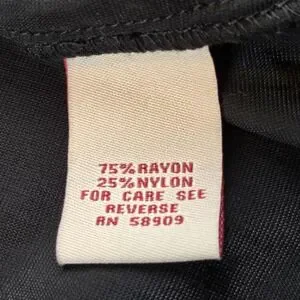 75%RAYON
25%NYLON
FOR CARE SEE
REVERSE
RN 58909